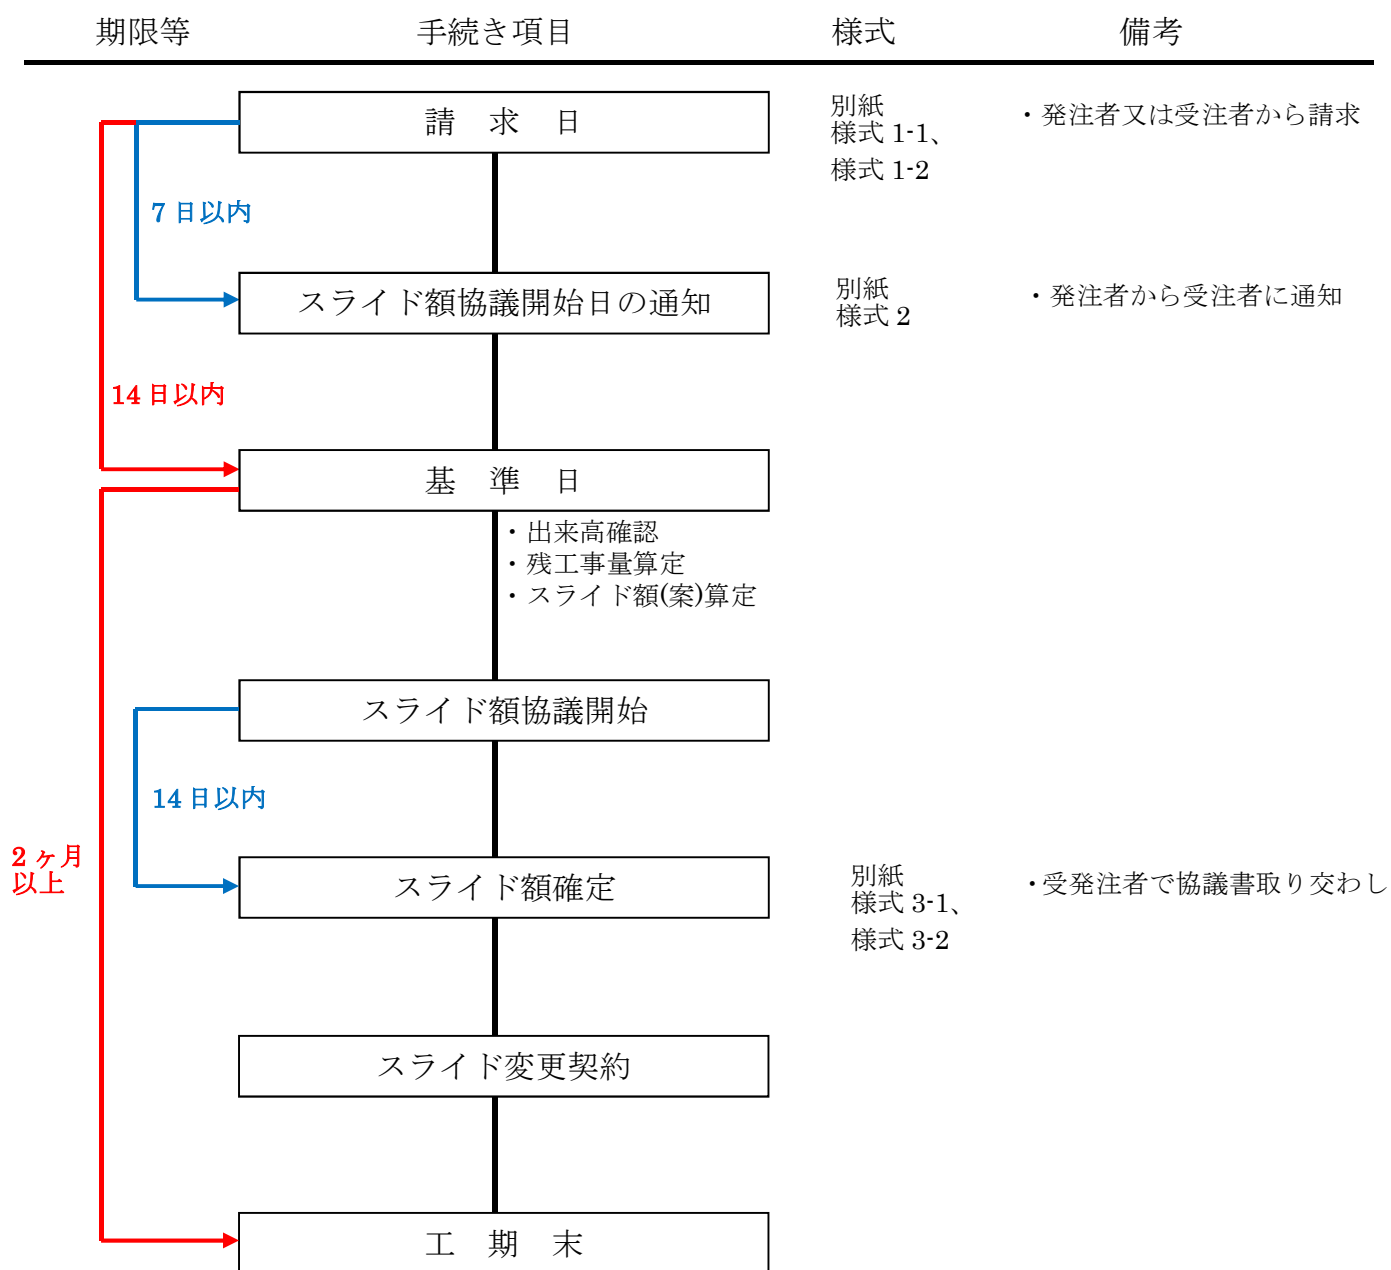 期限等 手続き項目 様式 備考
請 求 日
別紙
様式 1-1、
様式 1-2
・発注者又は受注者から請求
7 日以内
スライド額協議開始日の通知
別紙
様式 2
・発注者から受注者に通知
14 日以内
基 準 日
・出来高確認
・残工事量算定
・スライド額(案)算定
スライド額協議開始
14 日以内
2 ヶ月
以上
スライド額確定
別紙
様式 3-1、
様式 3-2
・受発注者で協議書取り交わし
スライド変更契約
工 期 末